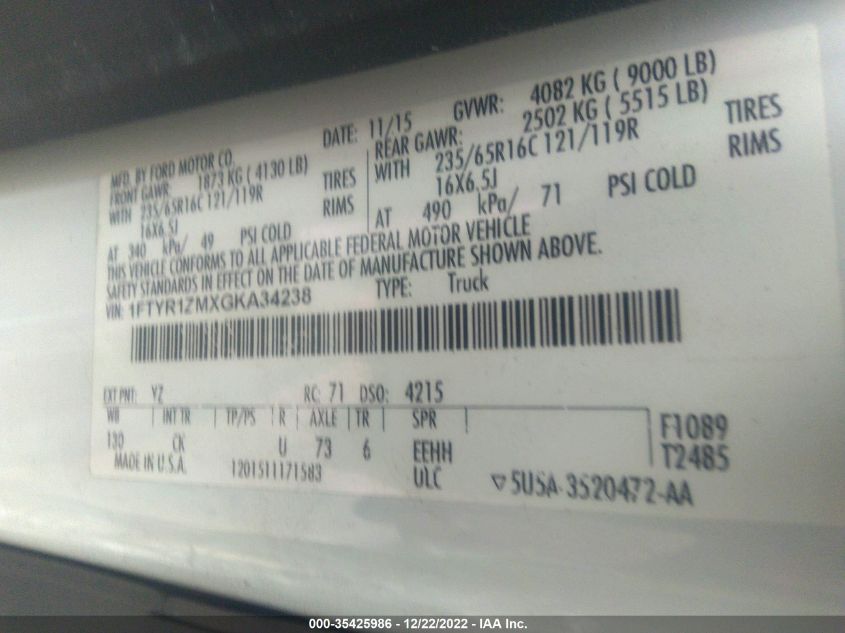 MFD. BY FORD MOTOR CO. DATE: 11/15 GVWR: 4082 KG ( 9000 LB)
FRONT GAWR: 1873 KG ( 4130 LB) REAR GAWR: 2502 KG ( 5515 LB)
WITH 235/65R16C 121/119R TIRES WITH 235/65R16C 121/119R TIRES
16X6.5J RIMS 16X6.5J RIMS
AT 340 kPa/ 49 PSI COLD AT 490 kPa/ 71 PSI COLD
THIS VEHICLE CONFORMS TO ALL APPLICABLE FEDERAL MOTOR VEHICLE
SAFETY STANDARDS IN EFFECT ON THE DATE OF MANUFACTURE SHOWN ABOVE.
VIN: 1FTYR1ZMXGKA34238 TYPE: Truck
EXT PNT: YZ RC: 71 DSO: 4215
WB INT TR TP/PS R AXLE TR SPR F1089
130 CK U 73 6 EEHH T2485
MADE IN U.S.A. 1201511171583 ULC ▽5U5A-3520472-AA
000-35425986 - 12/22/2022 - IAA Inc.